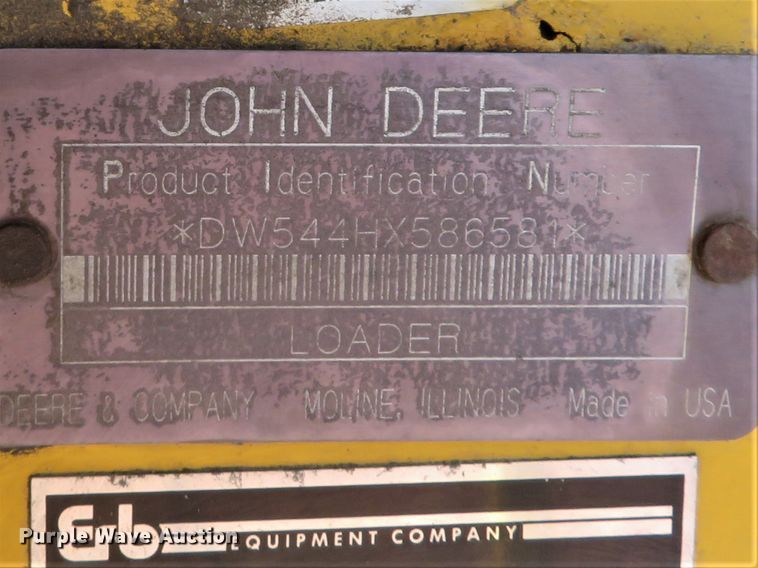 JOHN DEERE
Product Identification Number
*DW544HX586581*
LOADER
DEERE & COMPANY MOLINE, ILLINOIS Made in USA
EQUIPMENT COMPANY
Purple Wave Auction